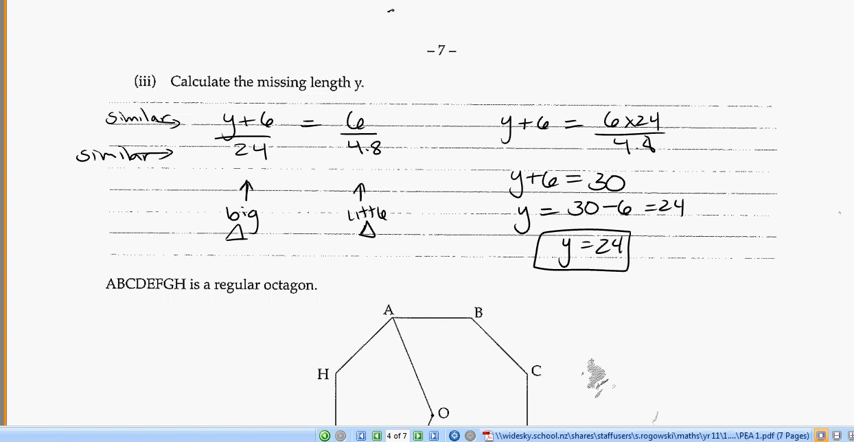 – 7 –
(iii) Calculate the missing length y.
similar → y+6 = 6 y+6 = 6×24
similar → 24 4.8 4.8
y+6 = 30
y = 30-6 = 24
big Little
Δ Δ
y = 24
ABCDEFGH is a regular octagon.
A B
H C
O
4 of 7 \\widesky.school.nz\shares\staffusers\s.rogowski\maths\yr 11\1....\PEA 1.pdf (7 Pages)